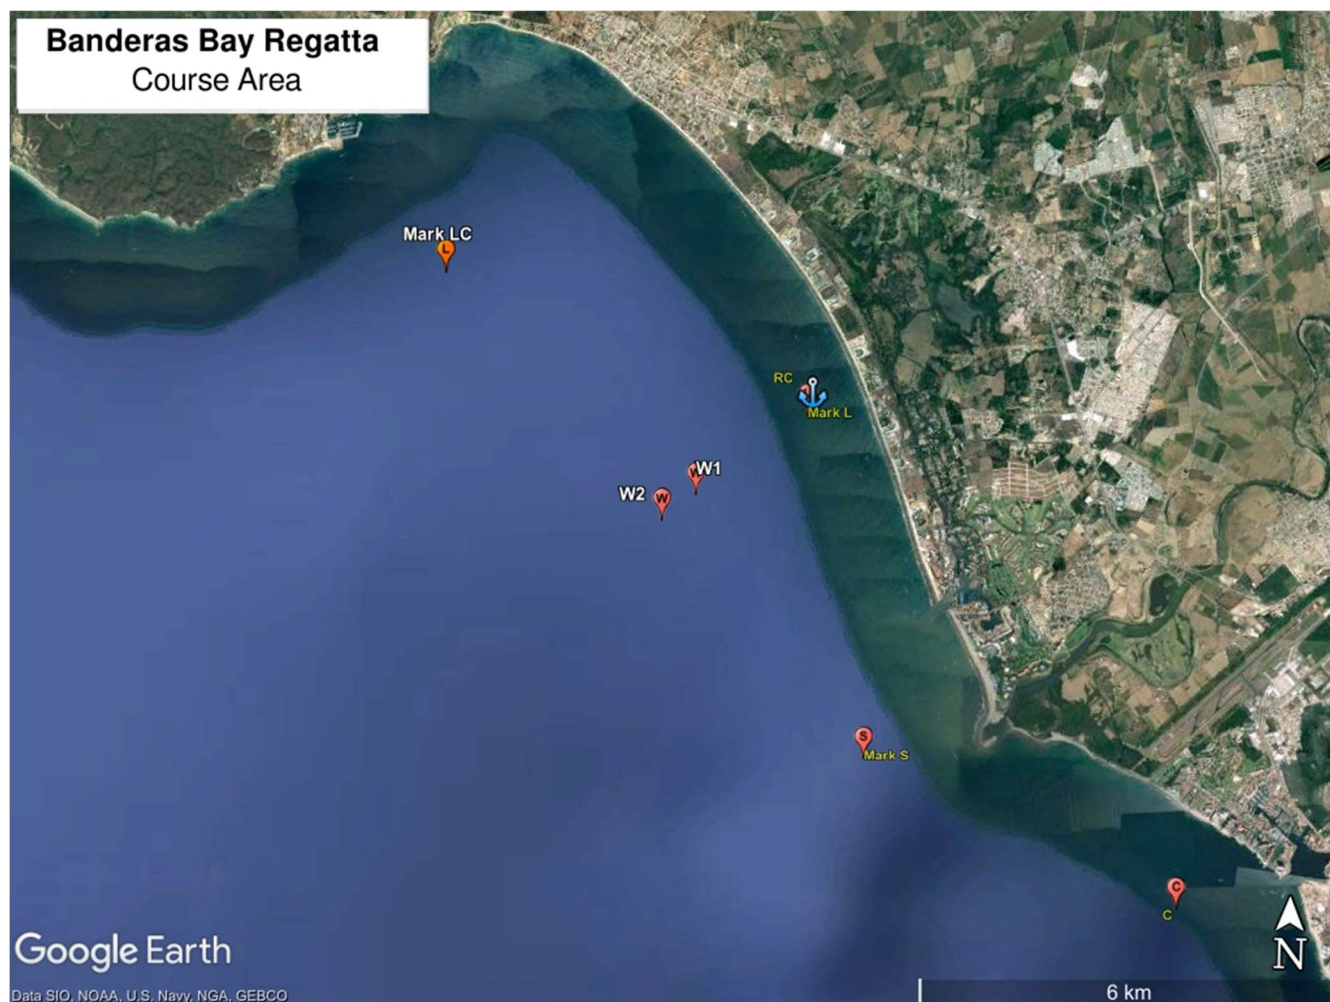 Banderas Bay Regatta
Course Area
Mark LC
L
RC
Mark L
W1
W
W2
W
S
Mark S
C
C
N
Google Earth
6 km
Data SIO, NOAA, U.S. Navy, NGA, GEBCO